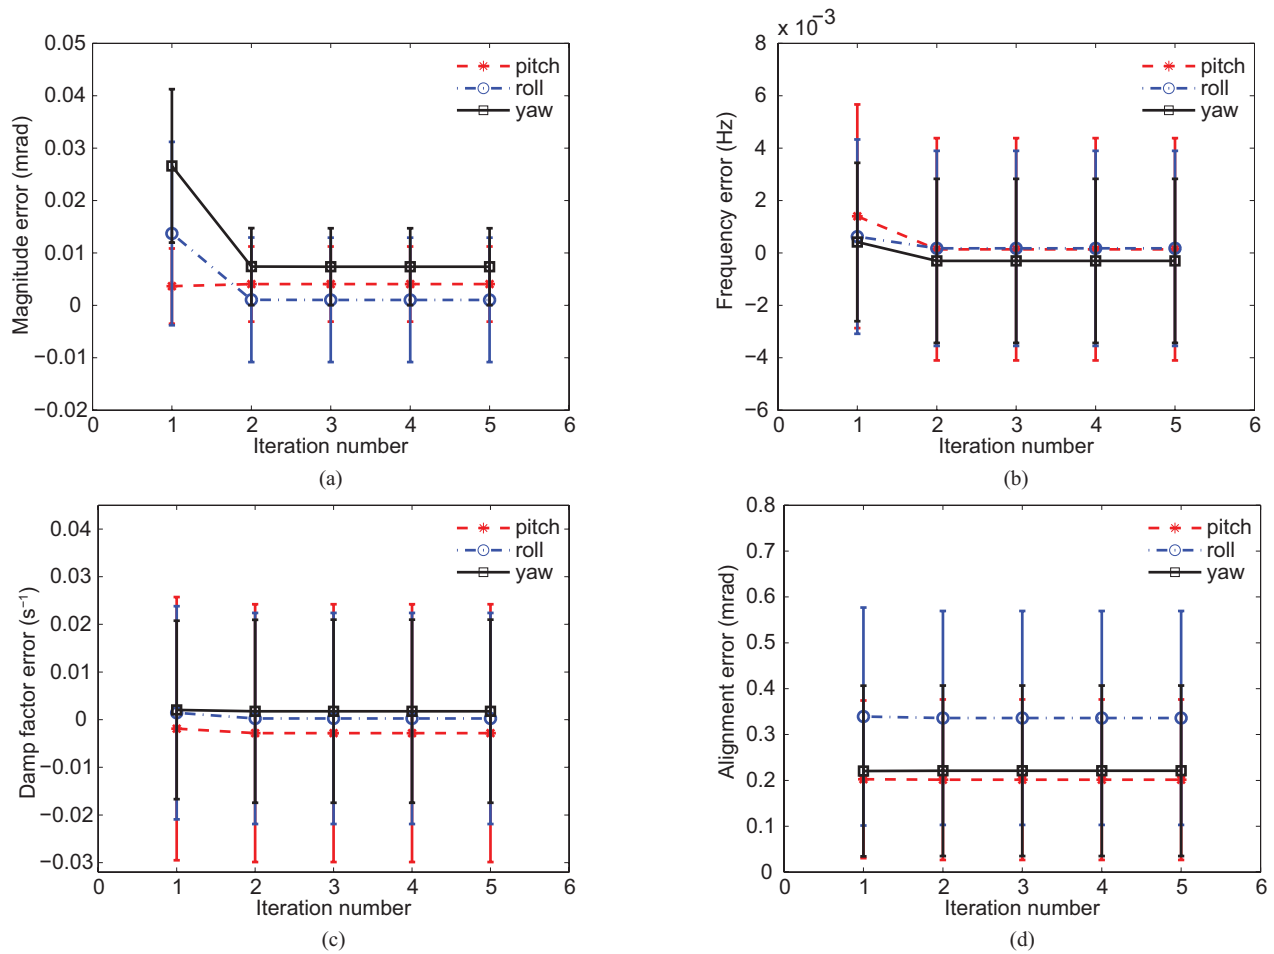 0.05
0.04
0.03
0.02
0.01
0
−0.01
−0.02
Magnitude error (mrad)
pitch
roll
yaw
0 1 2 3 4 5 6
Iteration number
(a)
x 10−3
8
6
4
2
0
−2
−4
−6
Frequency error (Hz)
pitch
roll
yaw
0 1 2 3 4 5 6
Iteration number
(b)
0.04
0.03
0.02
0.01
0
−0.01
−0.02
−0.03
Damp factor error (s−1)
pitch
roll
yaw
0 1 2 3 4 5 6
Iteration number
(c)
0.8
0.7
0.6
0.5
0.4
0.3
0.2
0.1
0
Alignment error (mrad)
pitch
roll
yaw
0 1 2 3 4 5 6
Iteration number
(d)